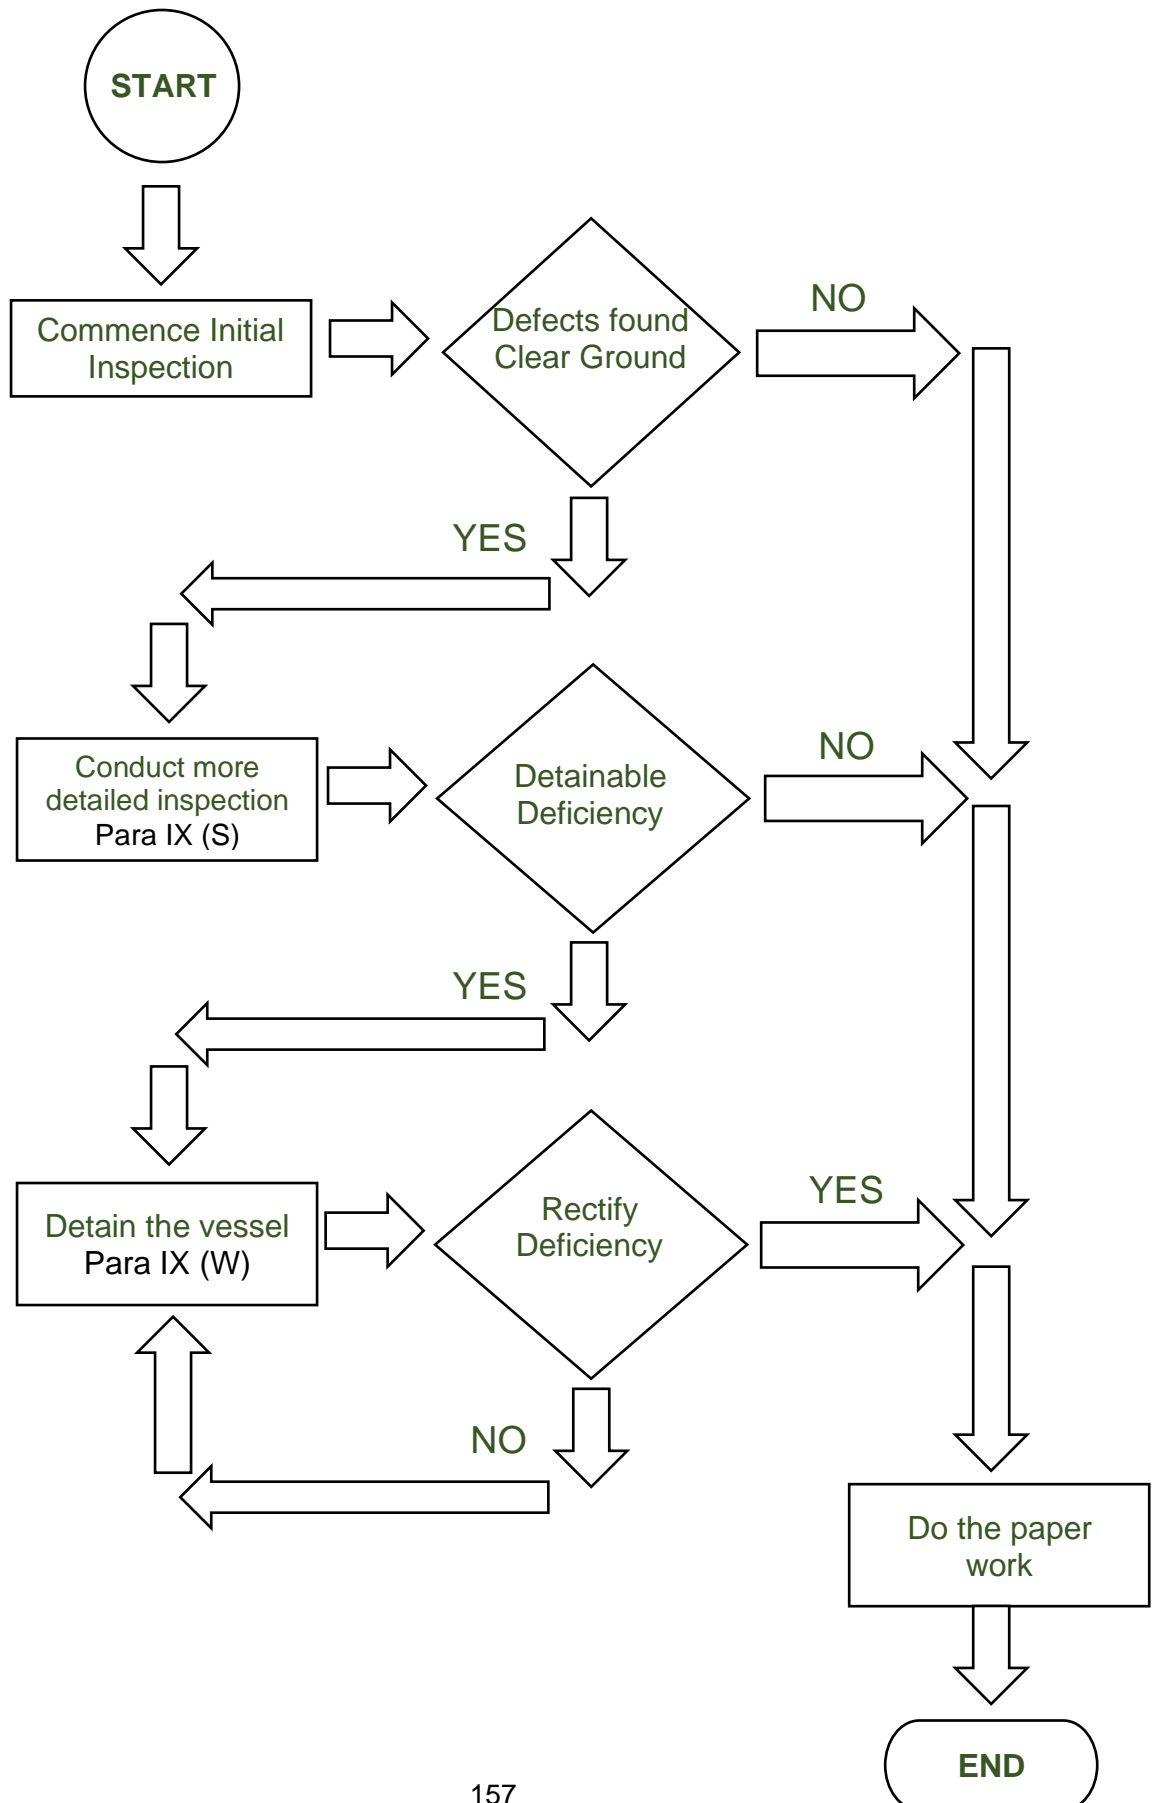 START
Commence Initial
Inspection
Defects found
Clear Ground
NO
YES
Conduct more
detailed inspection
Para IX (S)
Detainable
Deficiency
NO
YES
Detain the vessel
Para IX (W)
Rectify
Deficiency
YES
NO
Do the paper
work
END
157